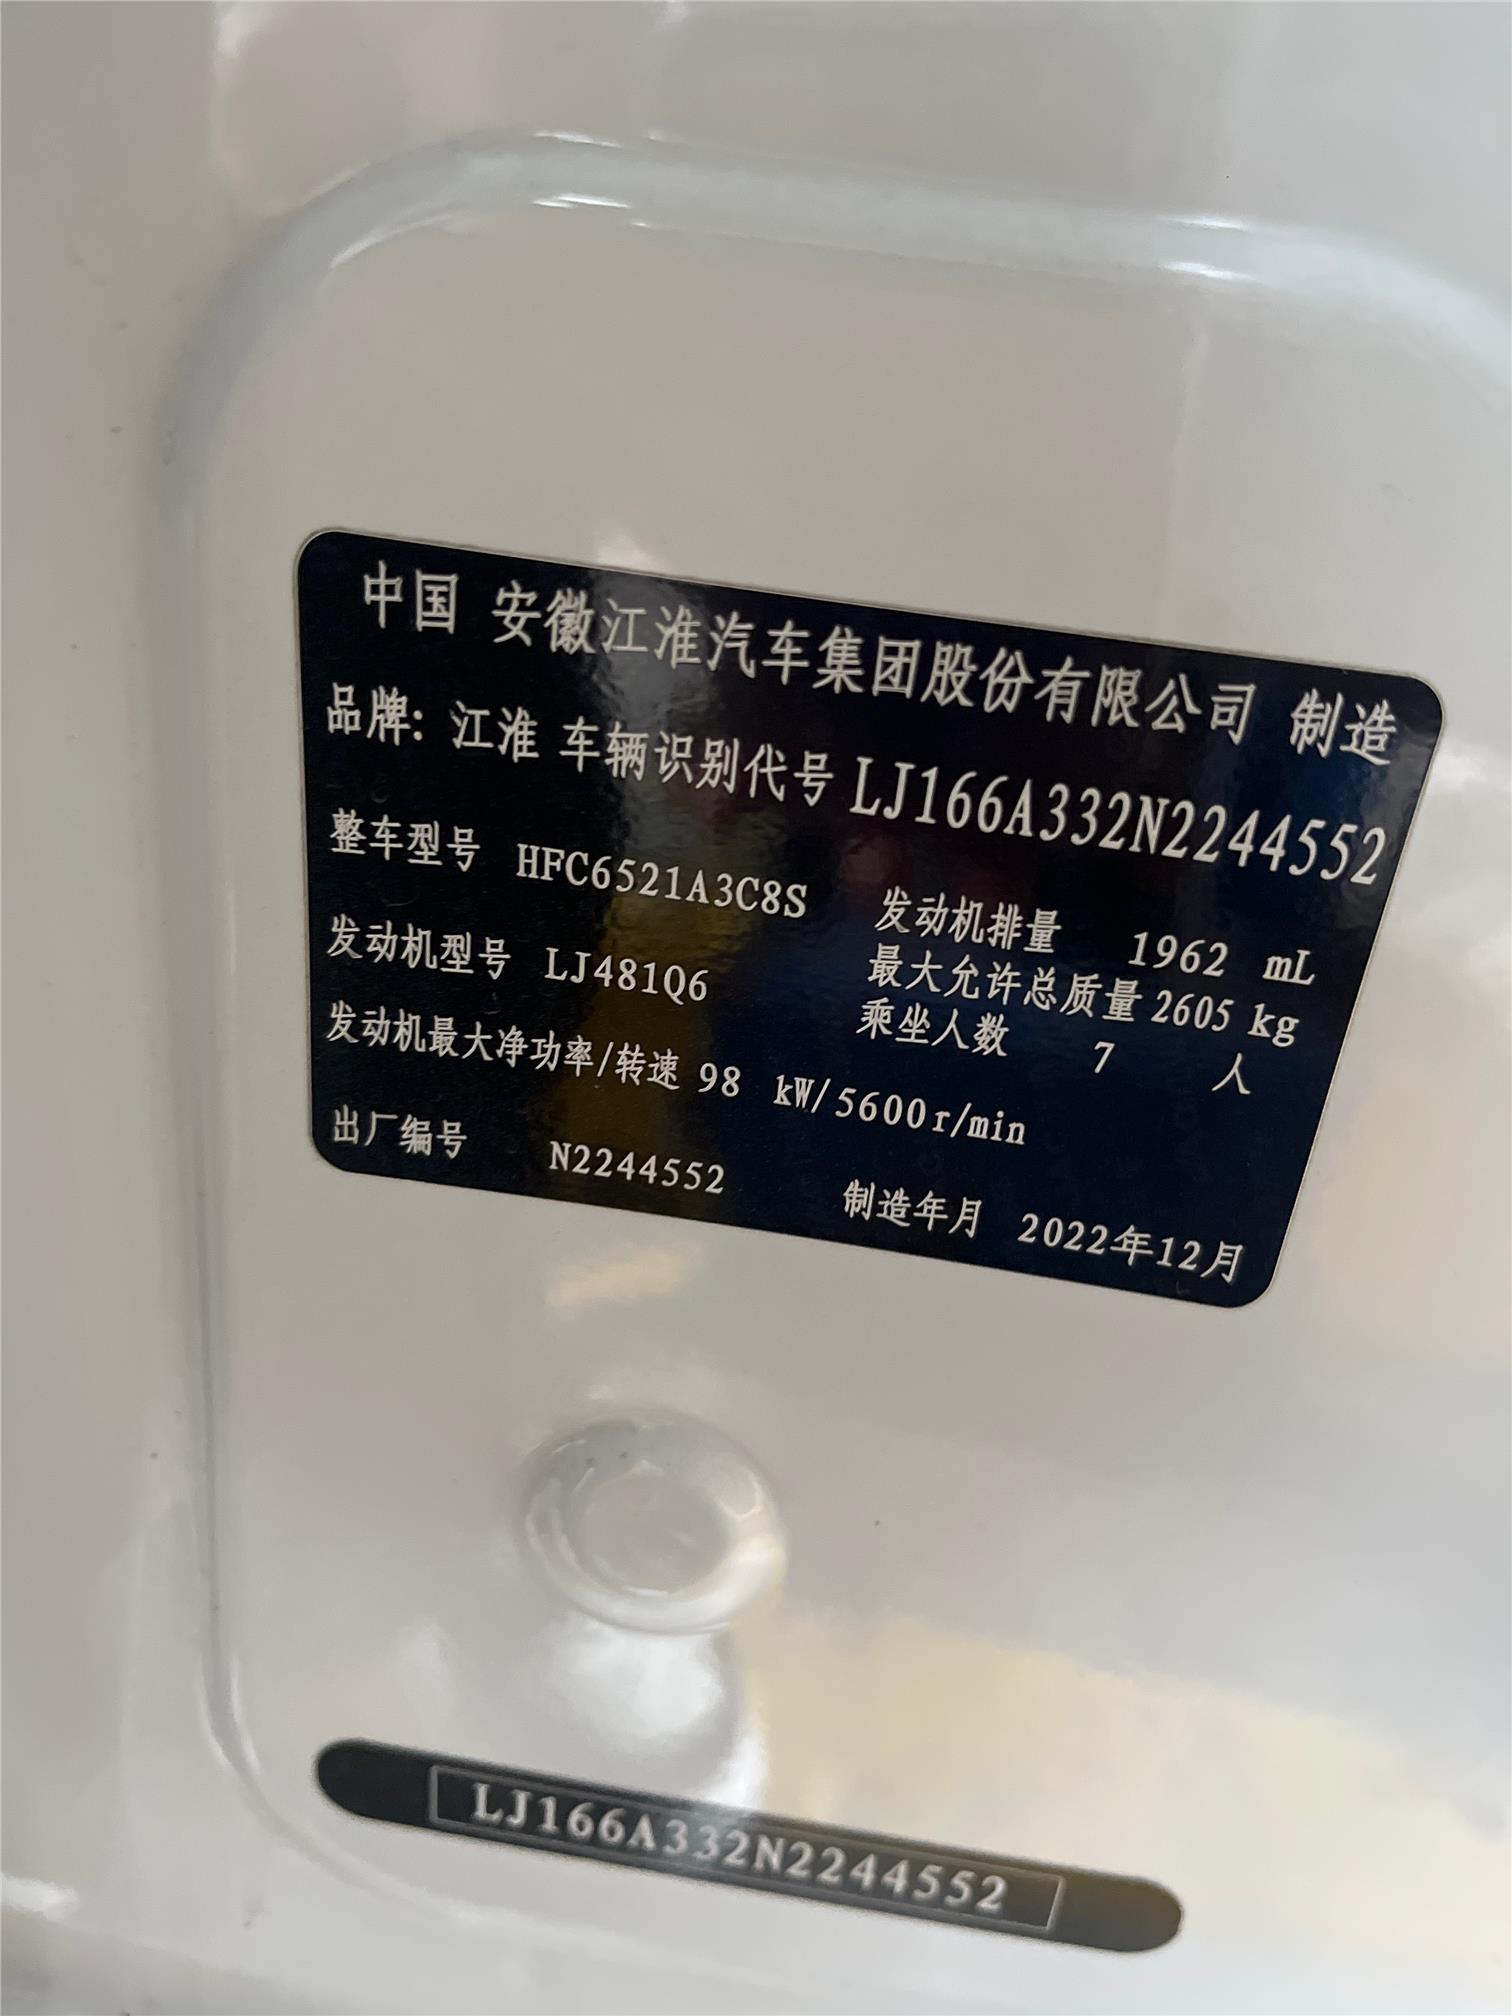 中国 安徽江淮汽车集团股份有限公司 制造
品牌: 江淮 车辆识别代号 LJ166A332N2244552
整车型号 HFC6521A3C8S 发动机排量 1962 mL
发动机型号 LJ481Q6 最大允许总质量 2605 kg
乘坐人数 7 人
发动机最大净功率/转速 98 kW/5600r/min
出厂编号 N2244552 制造年月 2022年12月
LJ166A332N2244552